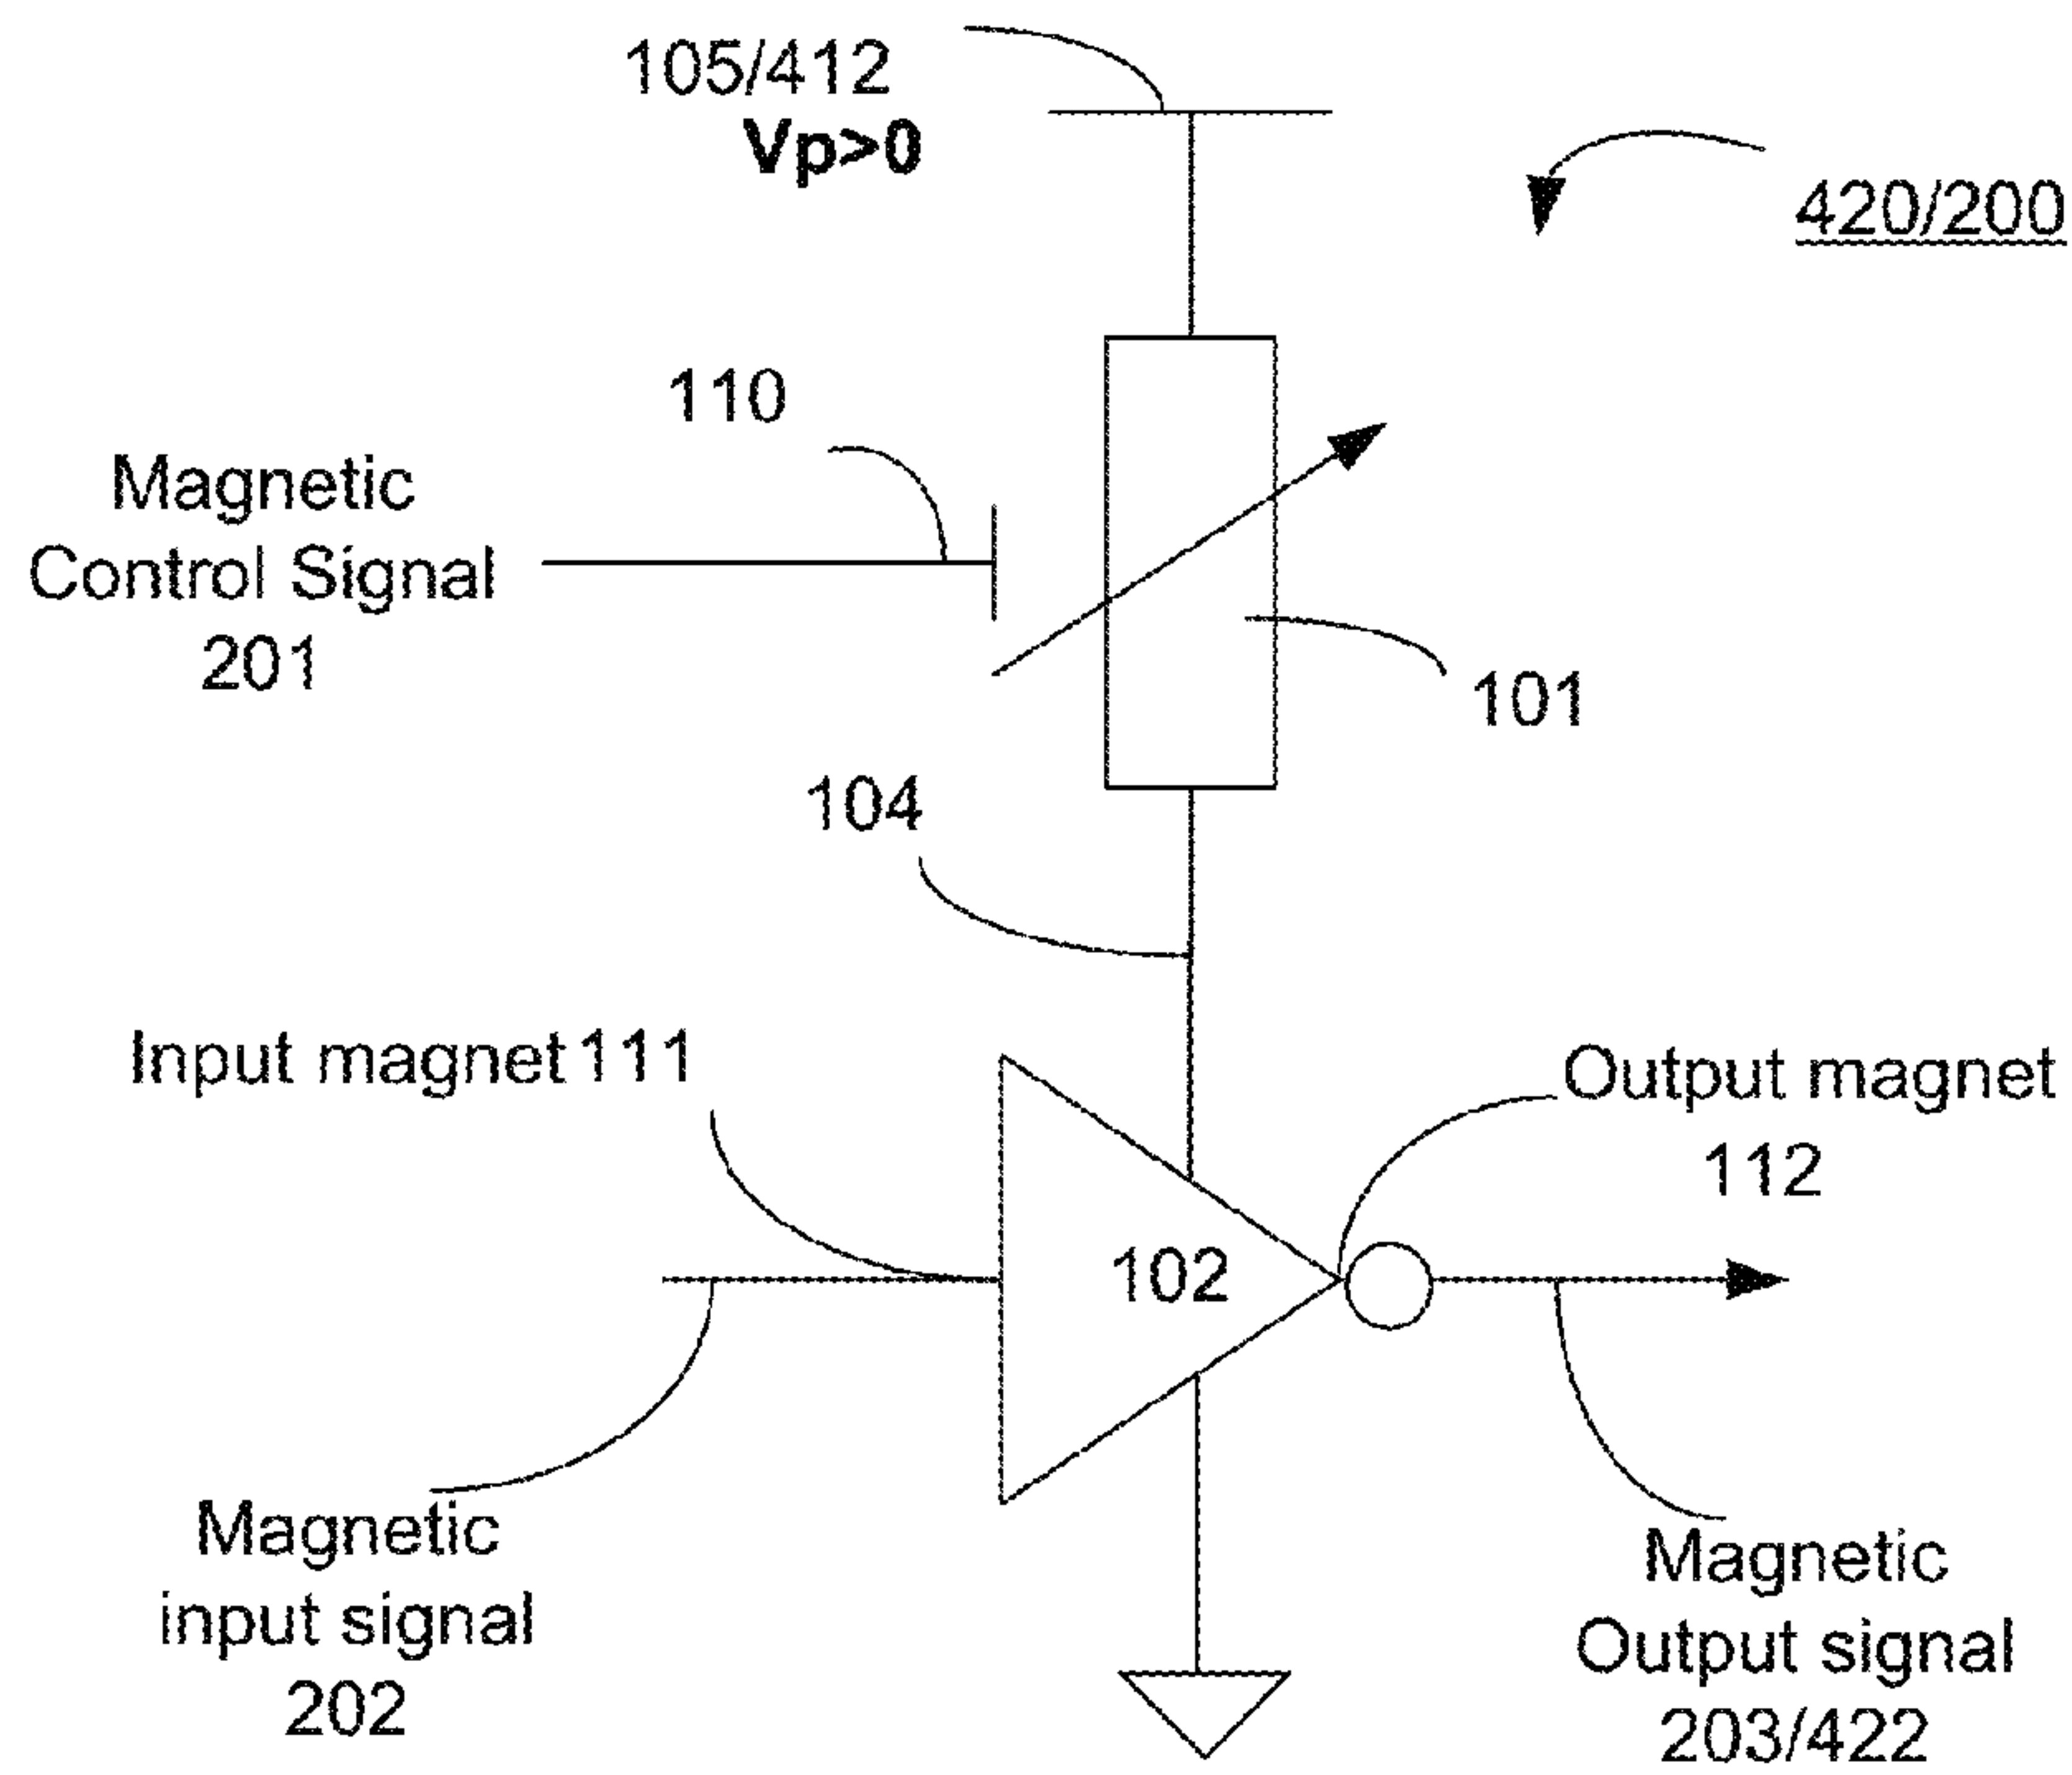 105/412
Vp>0
420/200
110
Magnetic
Control Signal
201
101
104
Input magnet 111
Output magnet
112
102
Magnetic
input signal
202
Magnetic
Output signal
203/422